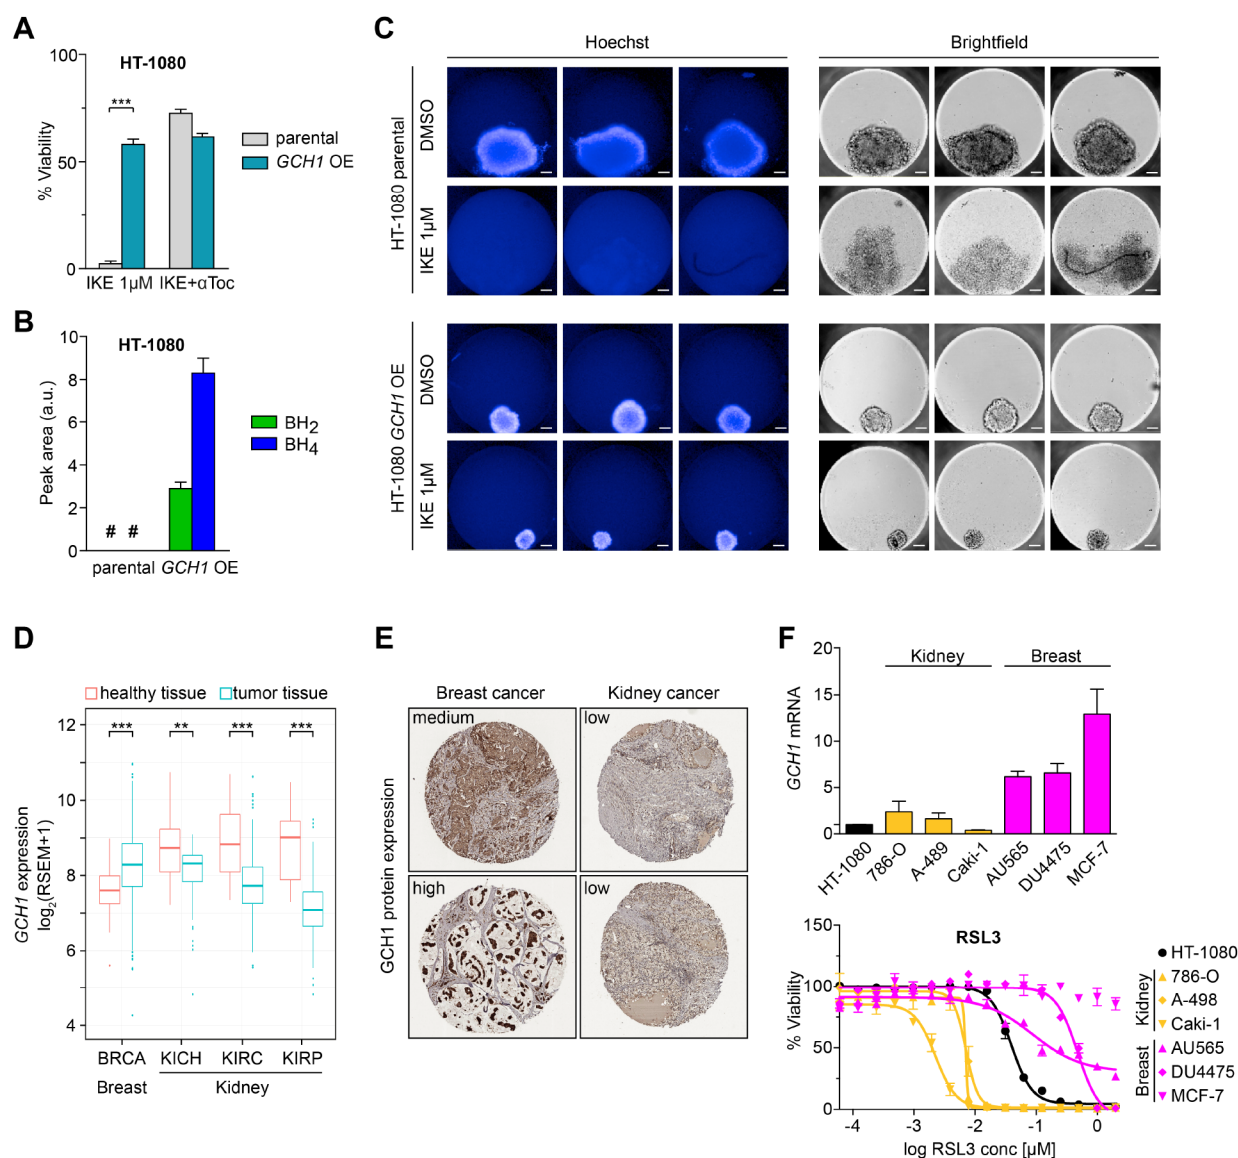 A
HT-1080
100
50
0
% Viability
***
parental
GCH1 OE
IKE 1µM
IKE+αToc
B
HT-1080
10
8
6
4
2
0
Peak area (a.u.)
# #
BH2
BH4
parental GCH1 OE
C
Hoechst
Brightfield
HT-1080 parental
DMSO
IKE 1µM
HT-1080 GCH1 OE
DMSO
IKE 1µM
D
healthy tissue
tumor tissue
GCH1 expression
log2(RSEM+1)
12
10
8
6
4
***
**
***
***
BRCA KICH KIRC KIRP
Breast
Kidney
E
Breast cancer
Kidney cancer
GCH1 protein expression
medium
low
high
low
F
Kidney
Breast
GCH1 mRNA
20
15
10
5
0
HT-1080
786-O
A-489
Caki-1
AU565
DU4475
MCF-7
RSL3
% Viability
150
100
50
0
-4 -3 -2 -1 0
log RSL3 conc [µM]
HT-1080
Kidney
786-O
A-498
Caki-1
Breast
AU565
DU4475
MCF-7